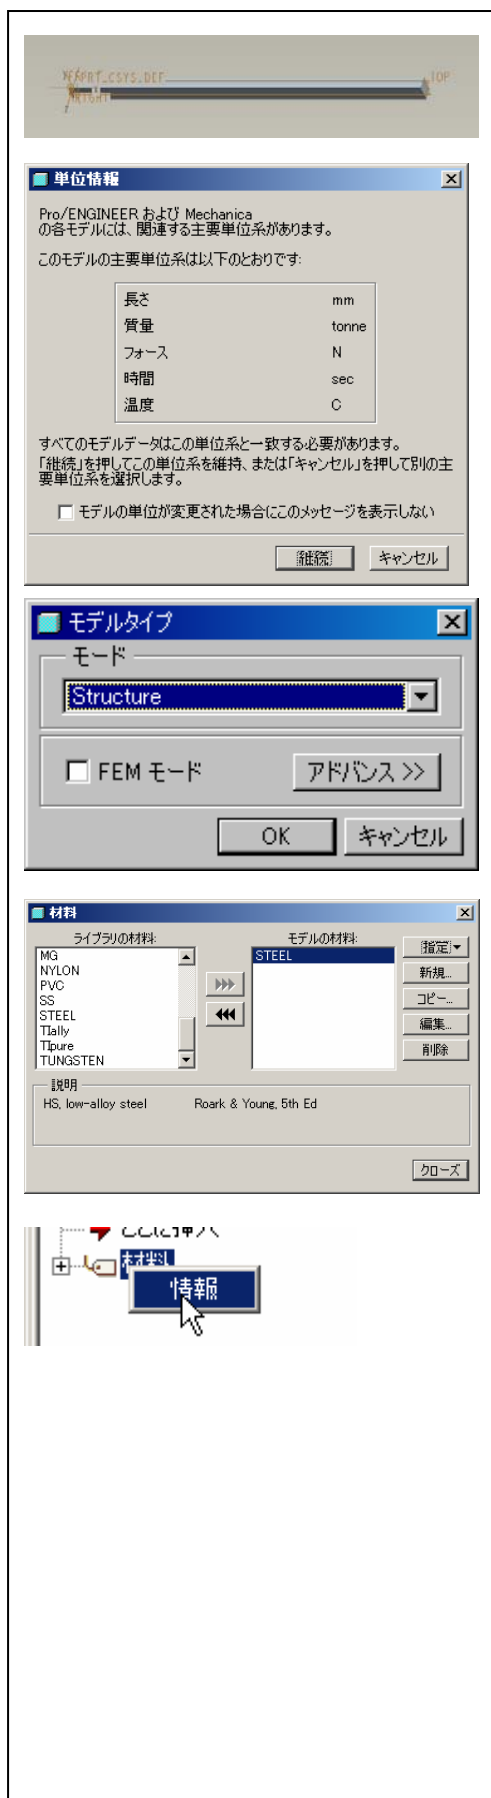 PRT_CSYS_DEF
TOP
RIGHT
単位情報
Pro/ENGINEER および Mechanica
の各モデルには、関連する主要単位系があります。
このモデルの主要単位系は以下のとおりです:
長さ mm
質量 tonne
フォース N
時間 sec
温度 C
すべてのモデルデータはこの単位系と一致する必要があります。
「継続」を押してこの単位系を維持、または「キャンセル」を押して別の主
要単位系を選択します。
モデルの単位が変更された場合にこのメッセージを表示しない
継続 キャンセル
モデルタイプ
モード
Structure
FEM モード アドバンス >>
OK キャンセル
材料
ライブラリの材料: モデルの材料:
MG
NYLON
PVC
SS
STEEL
TIally
TIpure
TUNGSTEN
STEEL
指定
新規...
コピー...
編集...
削除
説明
HS, low-alloy steel Roark & Young, 5th Ed
クローズ
ここに挿入
材料
情報